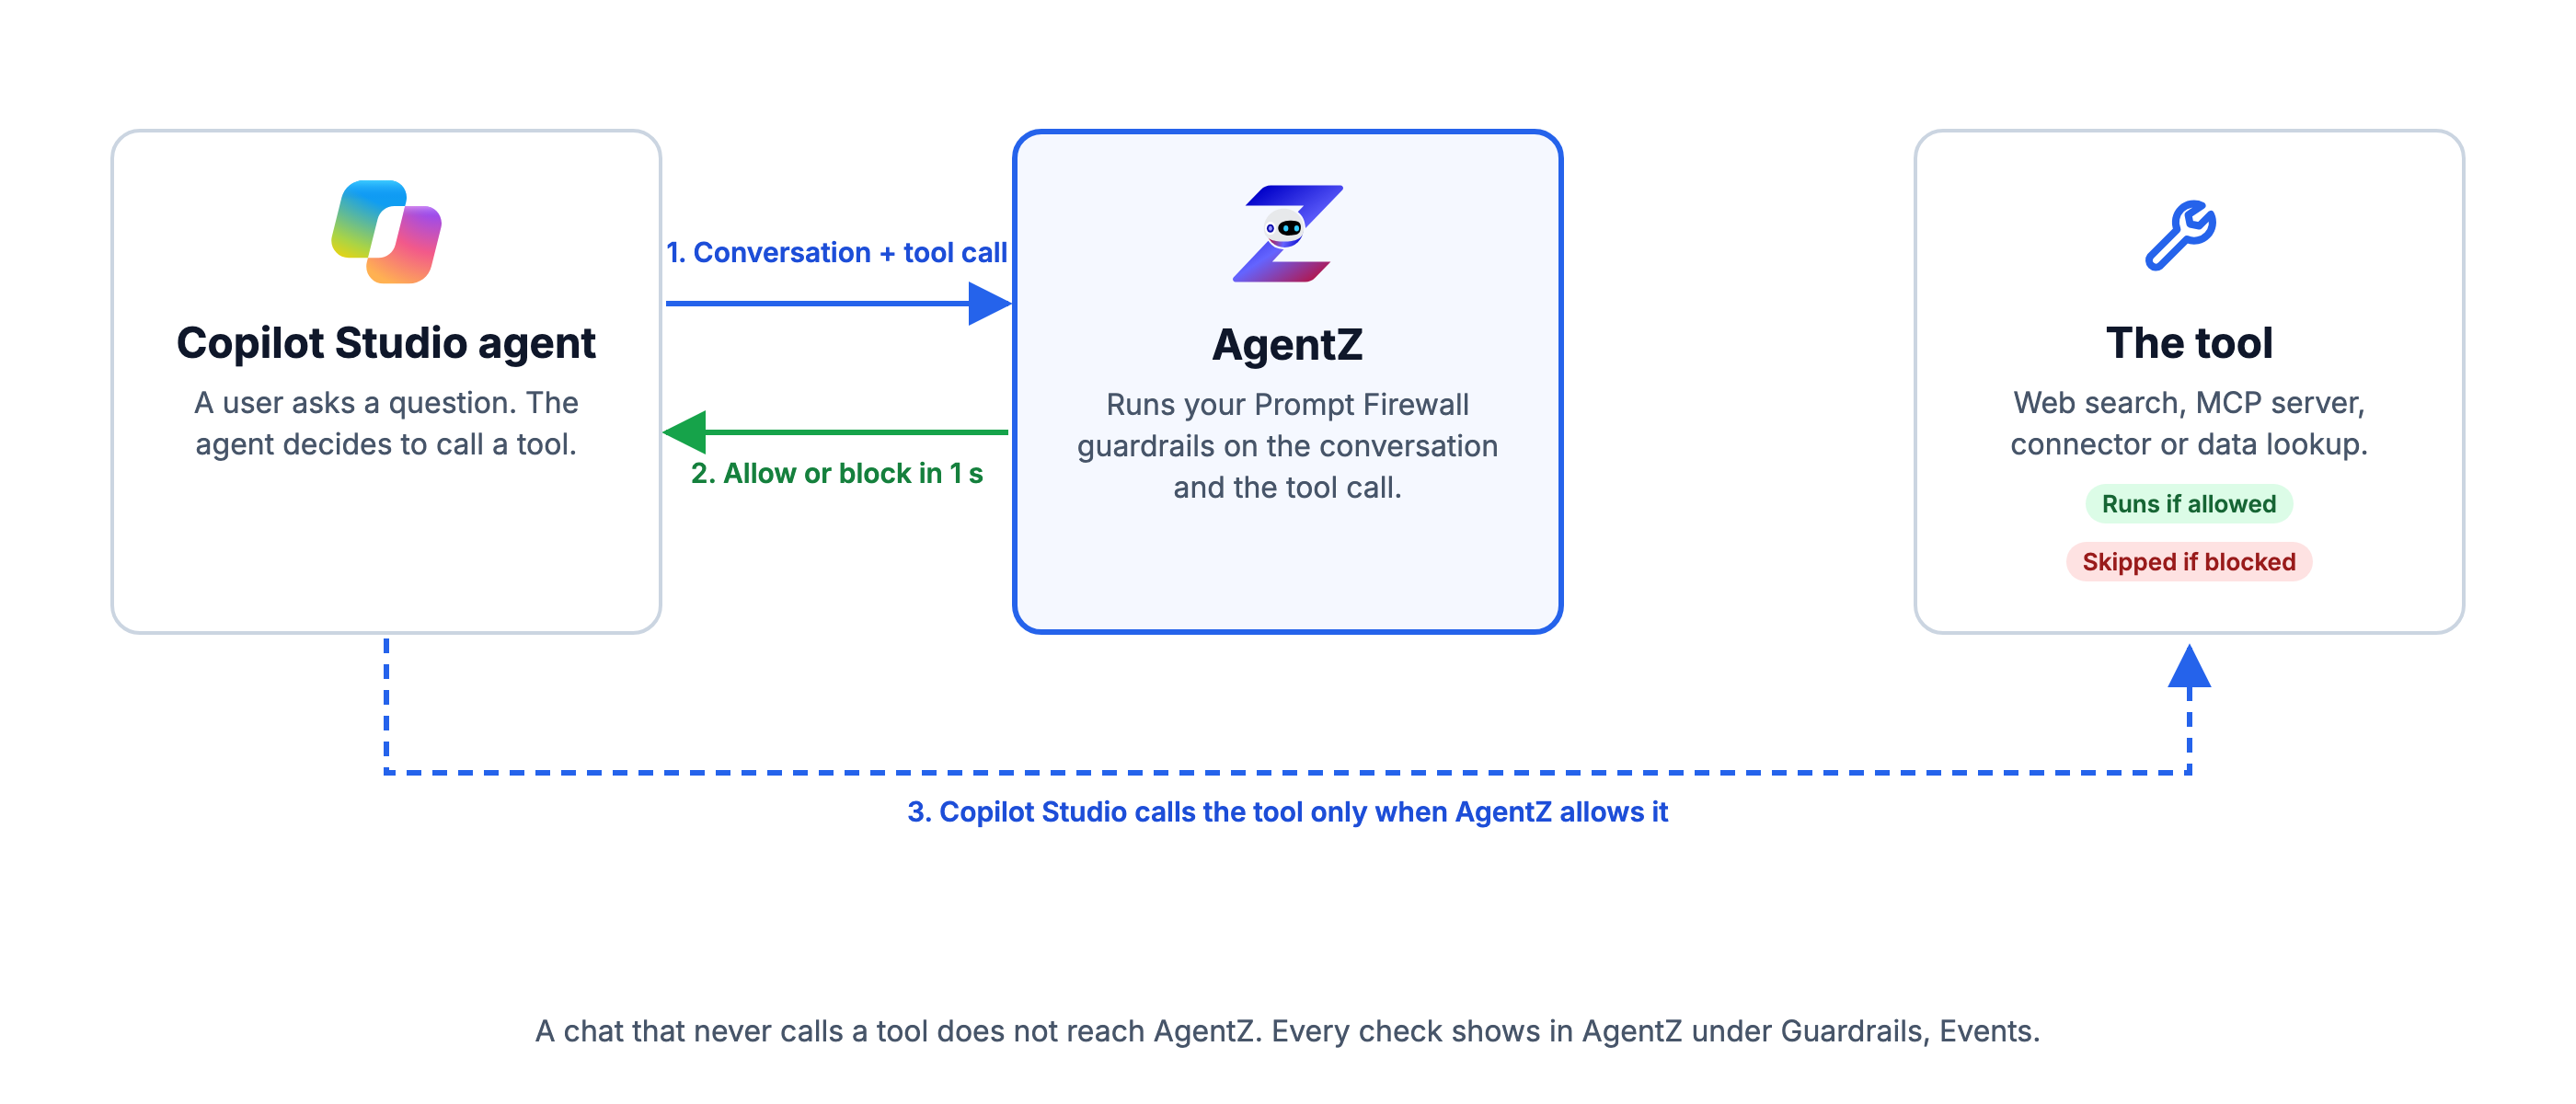 1. Conversation + tool call
Copilot Studio agent
A user asks a question. The
agent decides to call a tool.
2. Allow or block in 1 s
AgentZ
Runs your Prompt Firewall
guardrails on the conversation
and the tool call.
The tool
Web search, MCP server,
connector or data lookup.
Runs if allowed
Skipped if blocked
3. Copilot Studio calls the tool only when AgentZ allows it
A chat that never calls a tool does not reach AgentZ. Every check shows in AgentZ under Guardrails, Events.